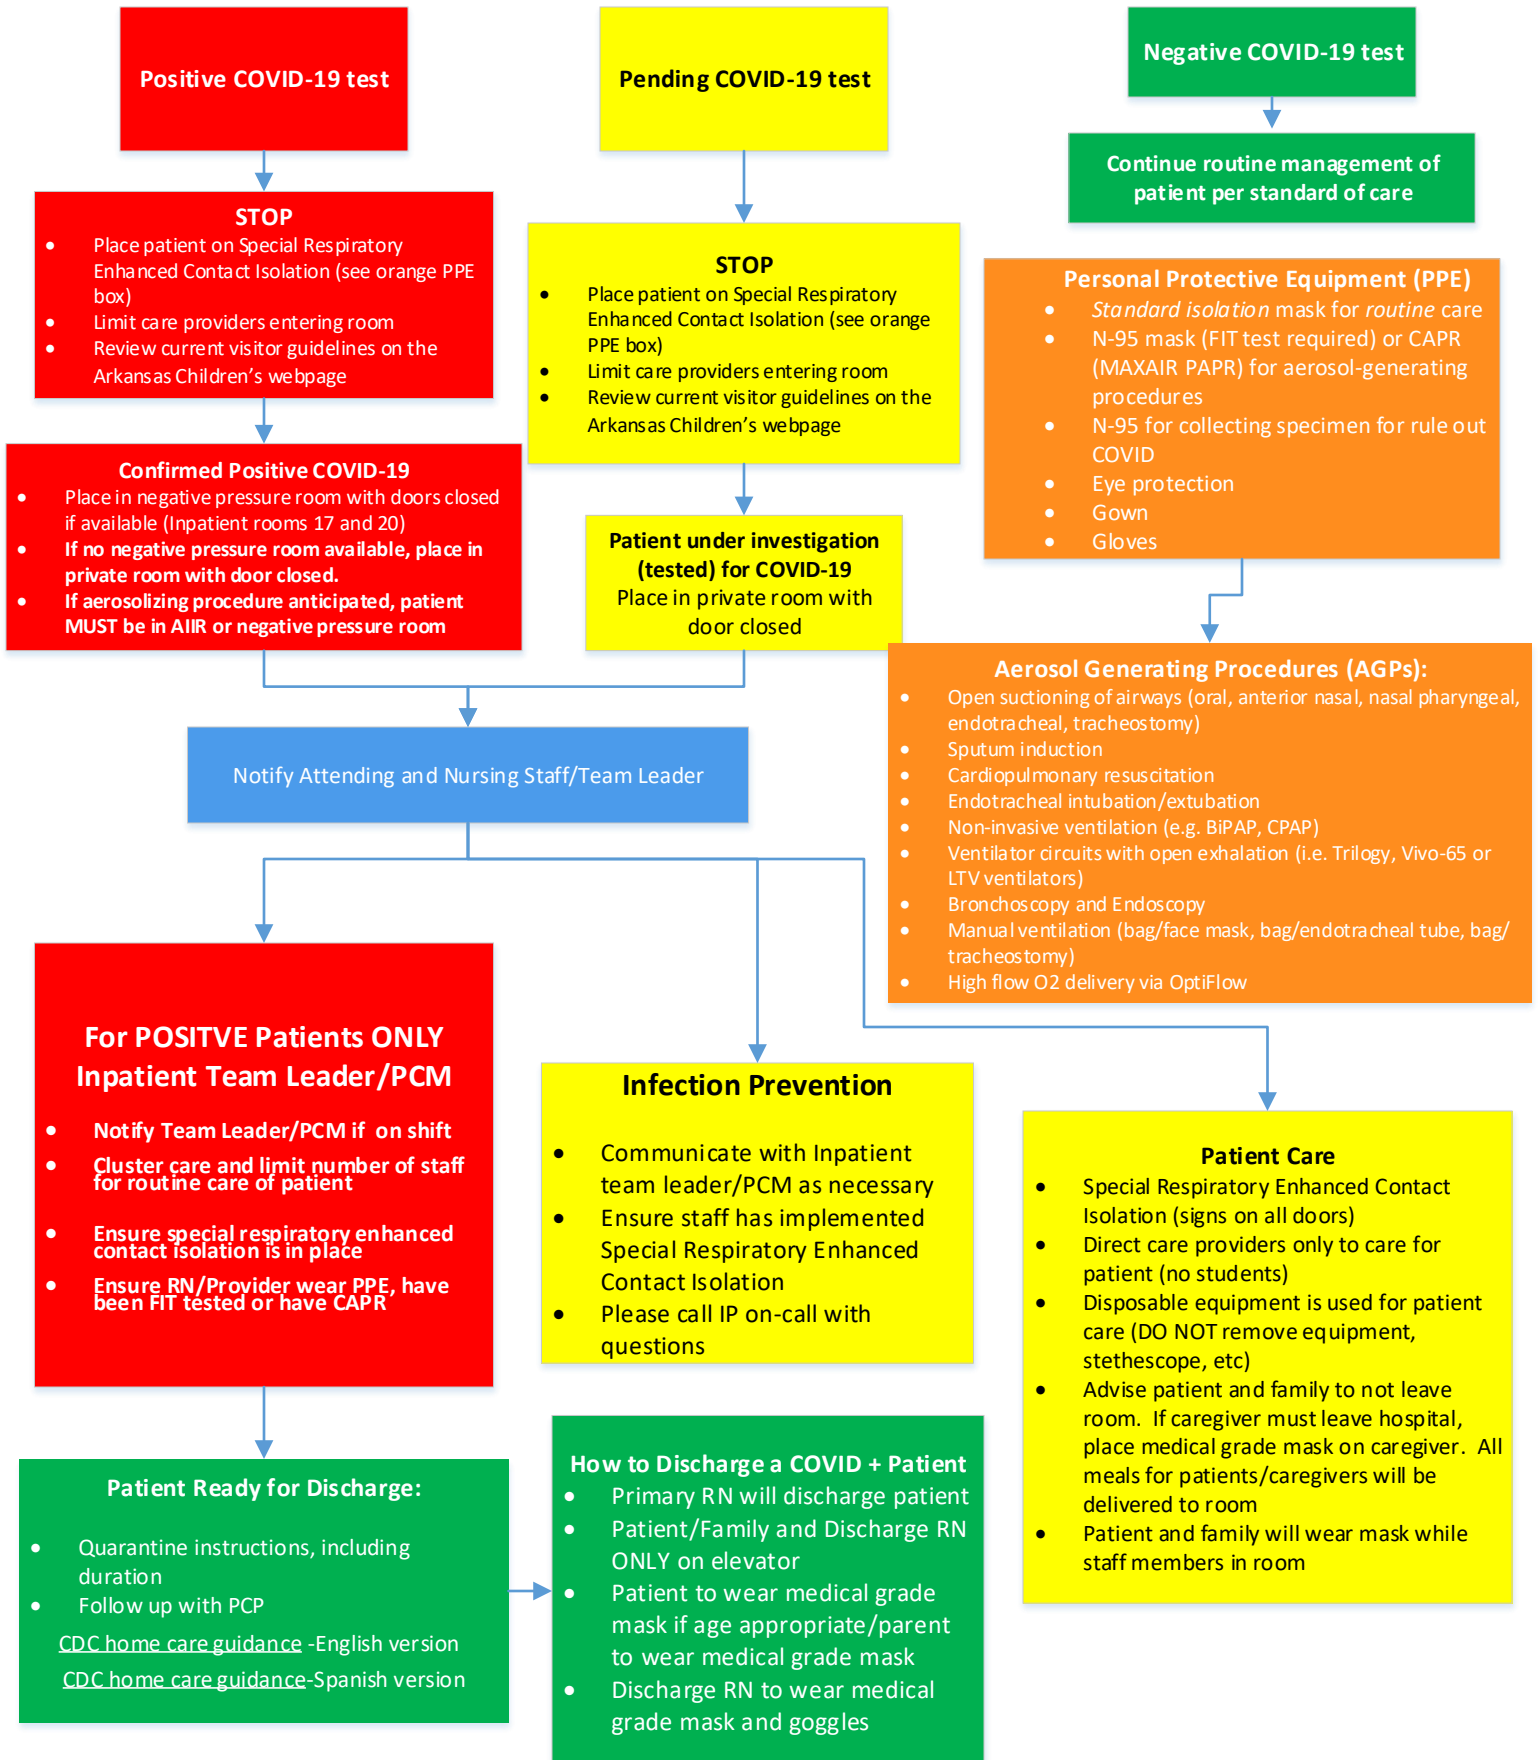 Positive COVID-19 test
STOP
• Place patient on Special Respiratory
Enhanced Contact Isolation (see orange PPE
box)
• Limit care providers entering room
• Review current visitor guidelines on the
Arkansas Children’s webpage
Confirmed Positive COVID-19
• Place in negative pressure room with doors closed
if available (Inpatient rooms 17 and 20)
• If no negative pressure room available, place in
private room with door closed.
• If aerosolizing procedure anticipated, patient
MUST be in AIIR or negative pressure room
Pending COVID-19 test
STOP
• Place patient on Special Respiratory
Enhanced Contact Isolation (see orange
PPE box)
• Limit care providers entering room
• Review current visitor guidelines on the
Arkansas Children’s webpage
Patient under investigation
(tested) for COVID-19
Place in private room with
door closed
Negative COVID-19 test
Continue routine management of
patient per standard of care
Personal Protective Equipment (PPE)
• Standard isolation mask for routine care
• N-95 mask (FIT test required) or CAPR
(MAXAIR PAPR) for aerosol-generating
procedures
• N-95 for collecting specimen for rule out
COVID
• Eye protection
• Gown
• Gloves
Aerosol Generating Procedures (AGPs):
• Open suctioning of airways (oral, anterior nasal, nasal pharyngeal,
endotracheal, tracheostomy)
• Sputum induction
• Cardiopulmonary resuscitation
• Endotracheal intubation/extubation
• Non-invasive ventilation (e.g. BiPAP, CPAP)
• Ventilator circuits with open exhalation (i.e. Trilogy, Vivo-65 or
LTV ventilators)
• Bronchoscopy and Endoscopy
• Manual ventilation (bag/face mask, bag/endotracheal tube, bag/
tracheostomy)
• High flow O2 delivery via OptiFlow
Notify Attending and Nursing Staff/Team Leader
For POSITVE Patients ONLY
Inpatient Team Leader/PCM
• Notify Team Leader/PCM if on shift
• Cluster care and limit number of staff
for routine care of patient
• Ensure special respiratory enhanced
contact isolation is in place
• Ensure RN/Provider wear PPE, have
been FIT tested or have CAPR
Infection Prevention
• Communicate with Inpatient
team leader/PCM as necessary
• Ensure staff has implemented
Special Respiratory Enhanced
Contact Isolation
• Please call IP on-call with
questions
Patient Care
• Special Respiratory Enhanced Contact
Isolation (signs on all doors)
• Direct care providers only to care for
patient (no students)
• Disposable equipment is used for patient
care (DO NOT remove equipment,
stethescope, etc)
• Advise patient and family to not leave
room. If caregiver must leave hospital,
place medical grade mask on caregiver. All
meals for patients/caregivers will be
delivered to room
• Patient and family will wear mask while
staff members in room
Patient Ready for Discharge:
• Quarantine instructions, including
duration
• Follow up with PCP
CDC home care guidance -English version
CDC home care guidance-Spanish version
How to Discharge a COVID + Patient
• Primary RN will discharge patient
• Patient/Family and Discharge RN
ONLY on elevator
• Patient to wear medical grade
mask if age appropriate/parent
to wear medical grade mask
• Discharge RN to wear medical
grade mask and goggles